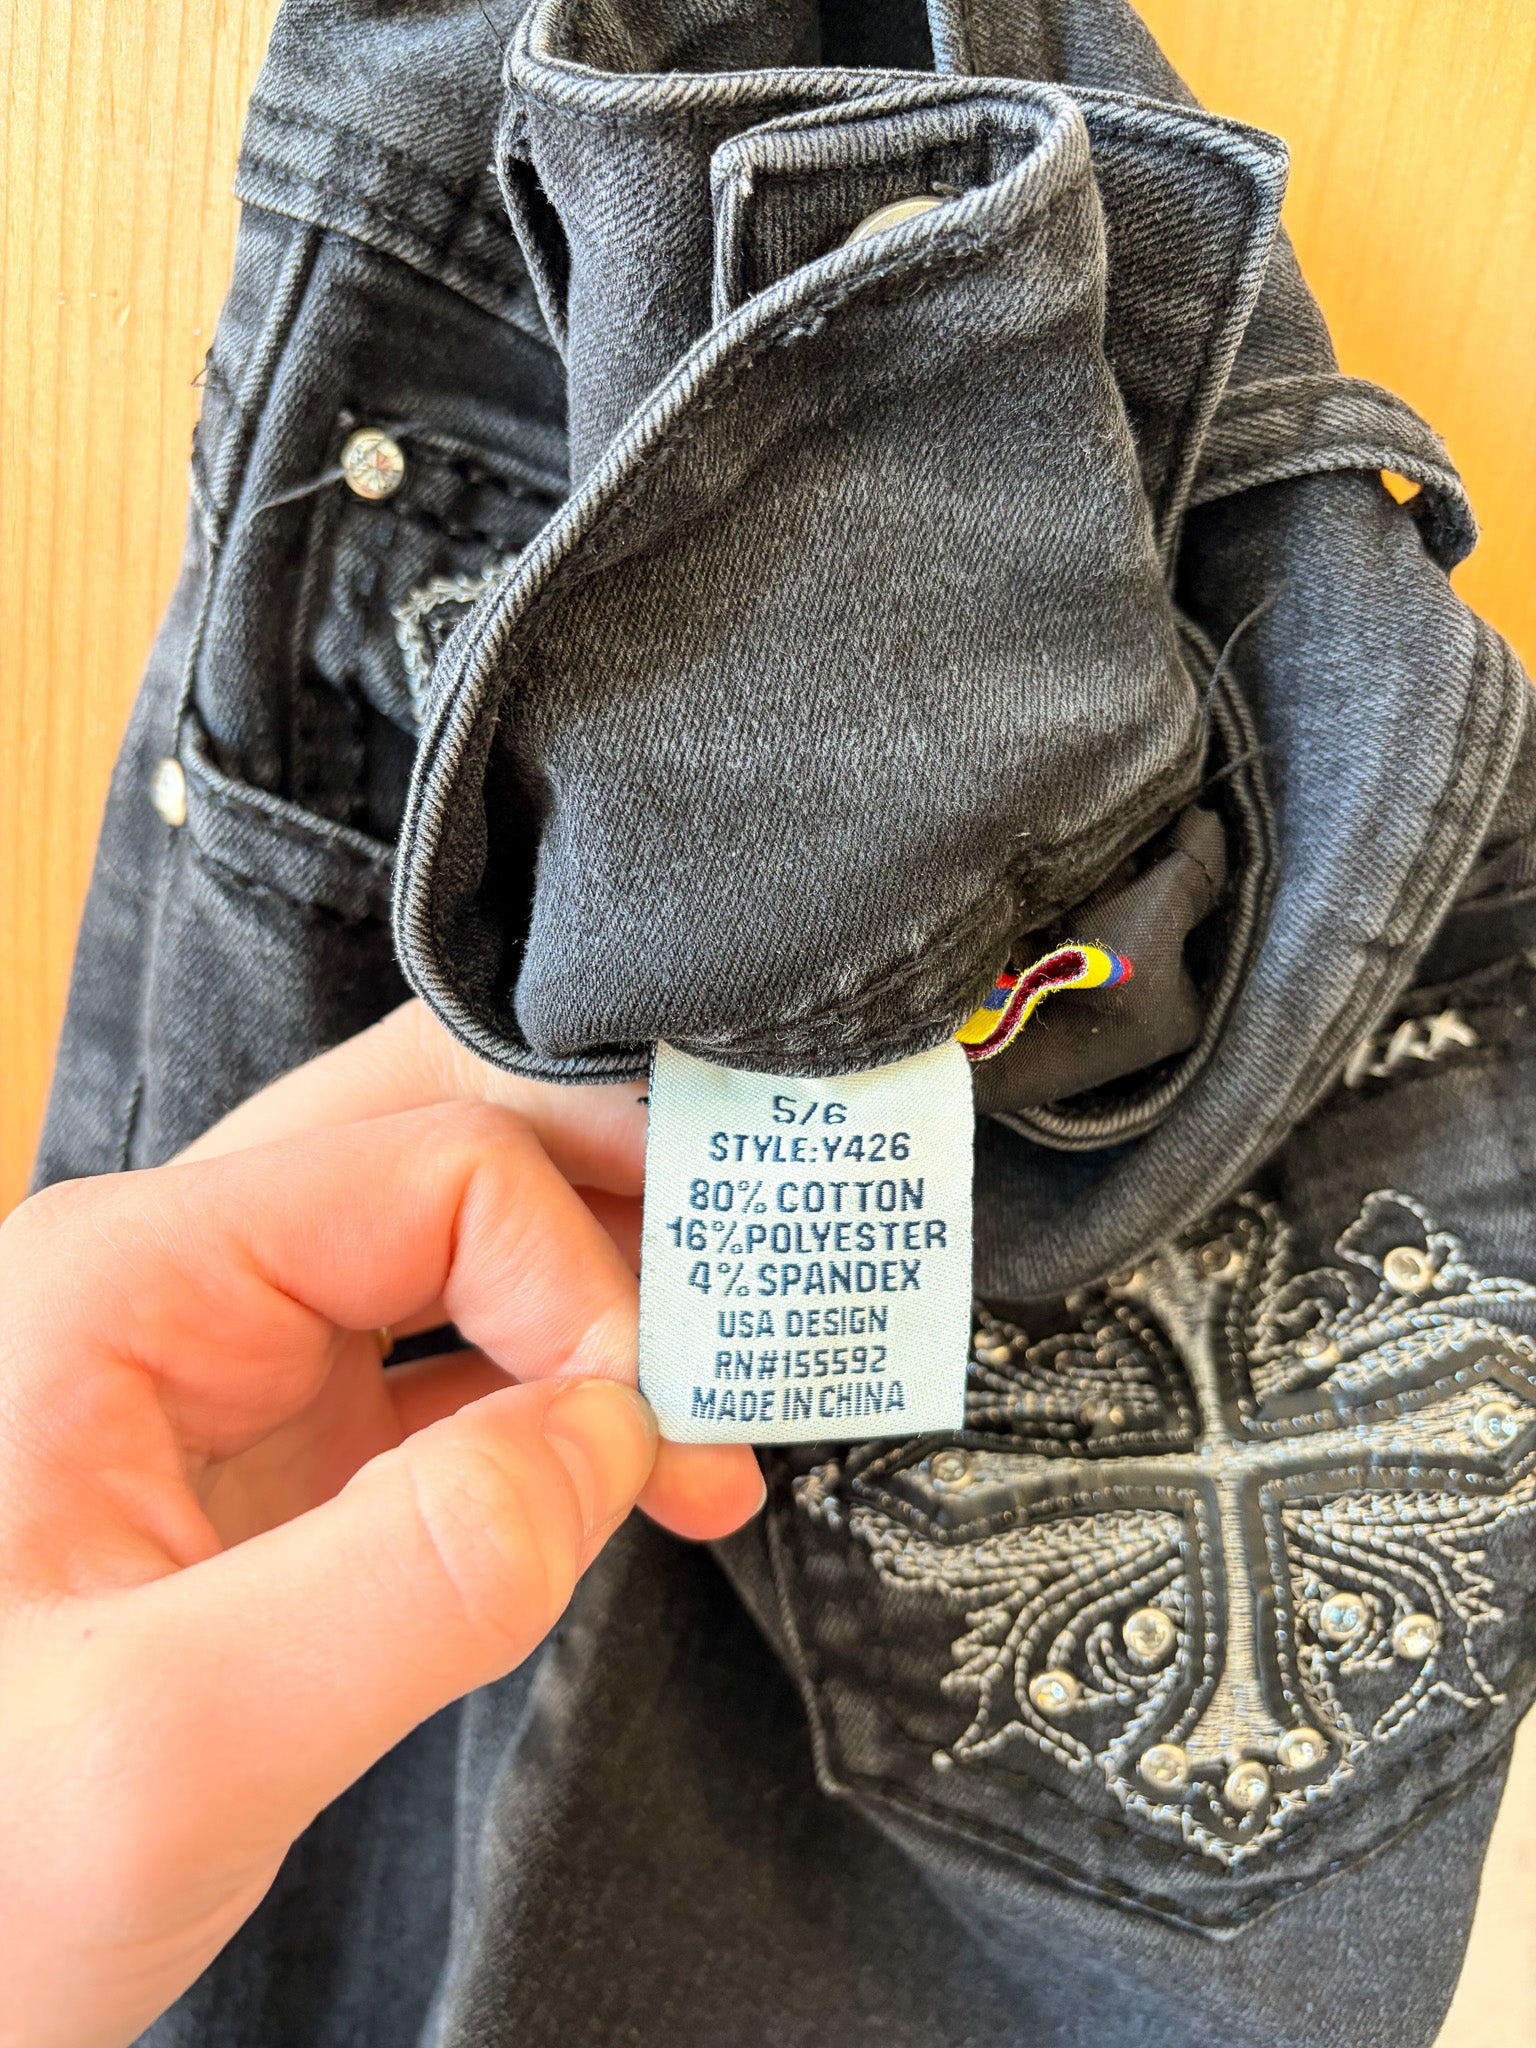 5/6
STYLE:Y426
80% COTTON
16%POLYESTER
4% SPANDEX
USA DESIGN
RN#155592
MADE IN CHINA